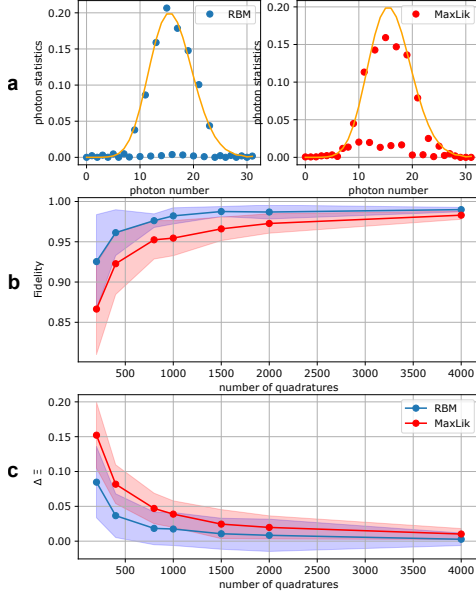 a
photon statistics
0.20
0.15
0.10
0.05
0.00
RBM
0 10 20 30
photon number
photon statistics
0.20
0.15
0.10
0.05
0.00
MaxLik
0 10 20 30
photon number
b
Fidelity
1.00
0.95
0.90
0.85
500 1000 1500 2000 2500 3000 3500 4000
number of quadratures
c
Δ Ξ
0.20
0.15
0.10
0.05
0.00
RBM
MaxLik
500 1000 1500 2000 2500 3000 3500 4000
number of quadratures